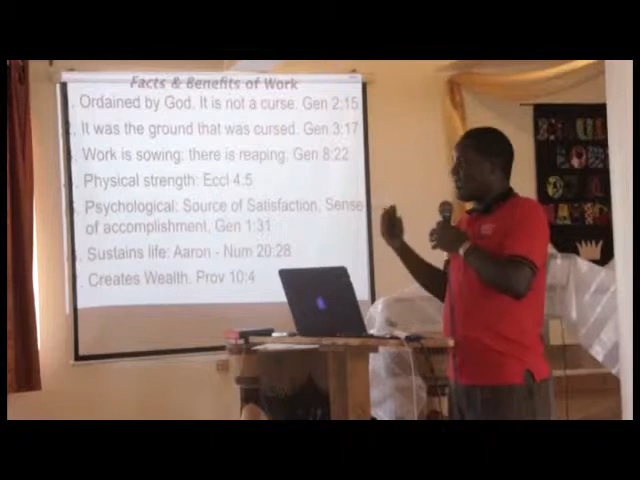 Facts & Benefits of Work
. Ordained by God. It is not a curse. Gen 2:15
2. It was the ground that was cursed. Gen 3:17
. Work is sowing: there is reaping. Gen 8:22
. Physical strength: Eccl 4:5
5. Psychological: Source of Satisfaction, Sense
of accomplishment, Gen 1:31
. Sustains life: Aaron - Num 20:28
. Creates Wealth. Prov 10:4